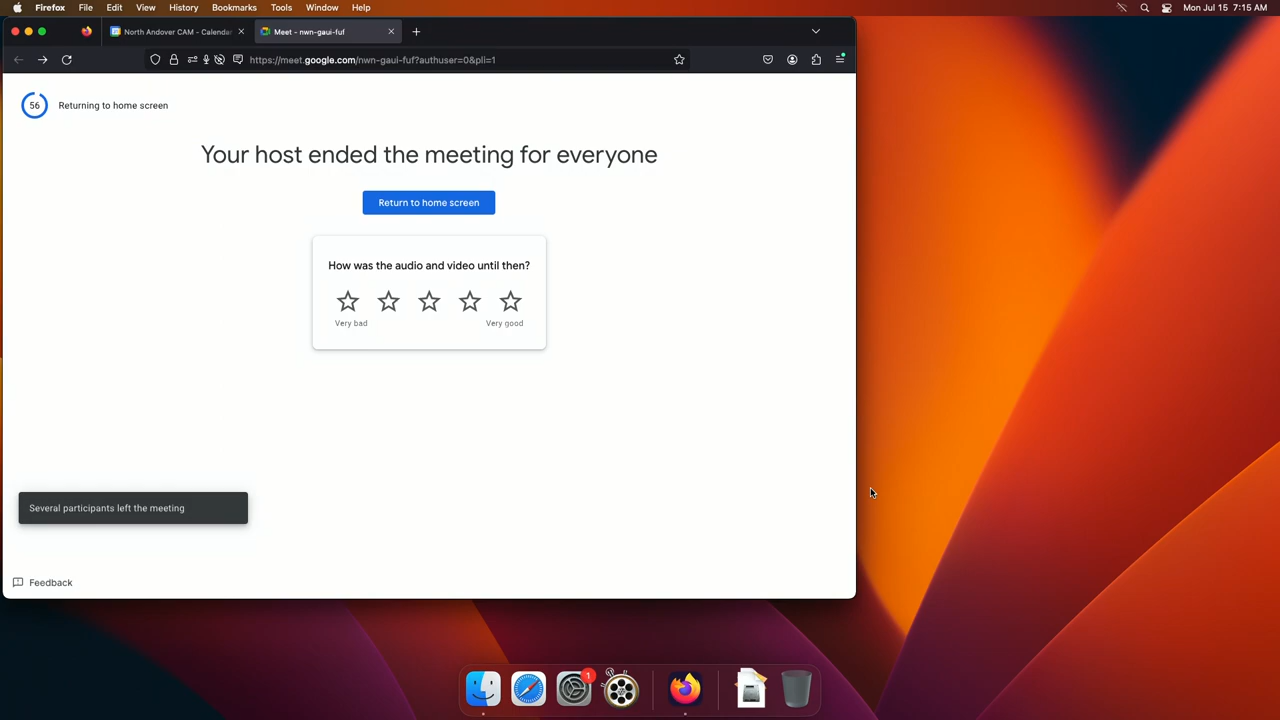 Firefox File Edit View History Bookmarks Tools Window Help Mon Jul 15 7:15 AM
North Andover CAM - Calenda
Meet - nwn-gaui-fuf
https://meet.google.com/nwn-gaui-fuf?authuser=0&pli=1
56 Returning to home screen
Your host ended the meeting for everyone
Return to home screen
How was the audio and video until then?
Very bad Very good
Several participants left the meeting
Feedback
1